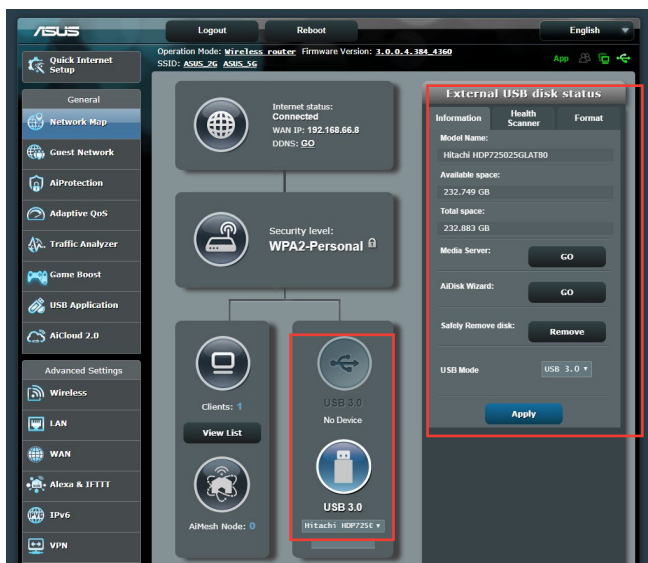 ASUS
Logout
Reboot
English
Quick Internet
Setup
Operation Mode: Wireless router Firmware Version: 3.0.0.4.384_4360
SSID: ASUS_2G ASUS_5G
App
General
Network Map
Guest Network
AiProtection
Adaptive QoS
Traffic Analyzer
Game Boost
USB Application
AiCloud 2.0
Advanced Settings
Wireless
LAN
WAN
Alexa & IFTTT
IPv6
VPN
Internet status:
Connected
WAN IP: 192.168.66.8
DDNS: GO
Security level:
WPA2-Personal
Clients: 1
View List
AiMesh Node: 0
USB 3.0
No Device
USB 3.0
Hitachi HDP725C
External USB disk status
Information
Health
Scanner
Format
Model Name:
Hitachi HDP725025GLAT80
Available space:
232.749 GB
Total space:
232.883 GB
Media Server:
GO
AiDisk Wizard:
GO
Safely Remove disk:
Remove
USB Mode
USB 3.0
Apply